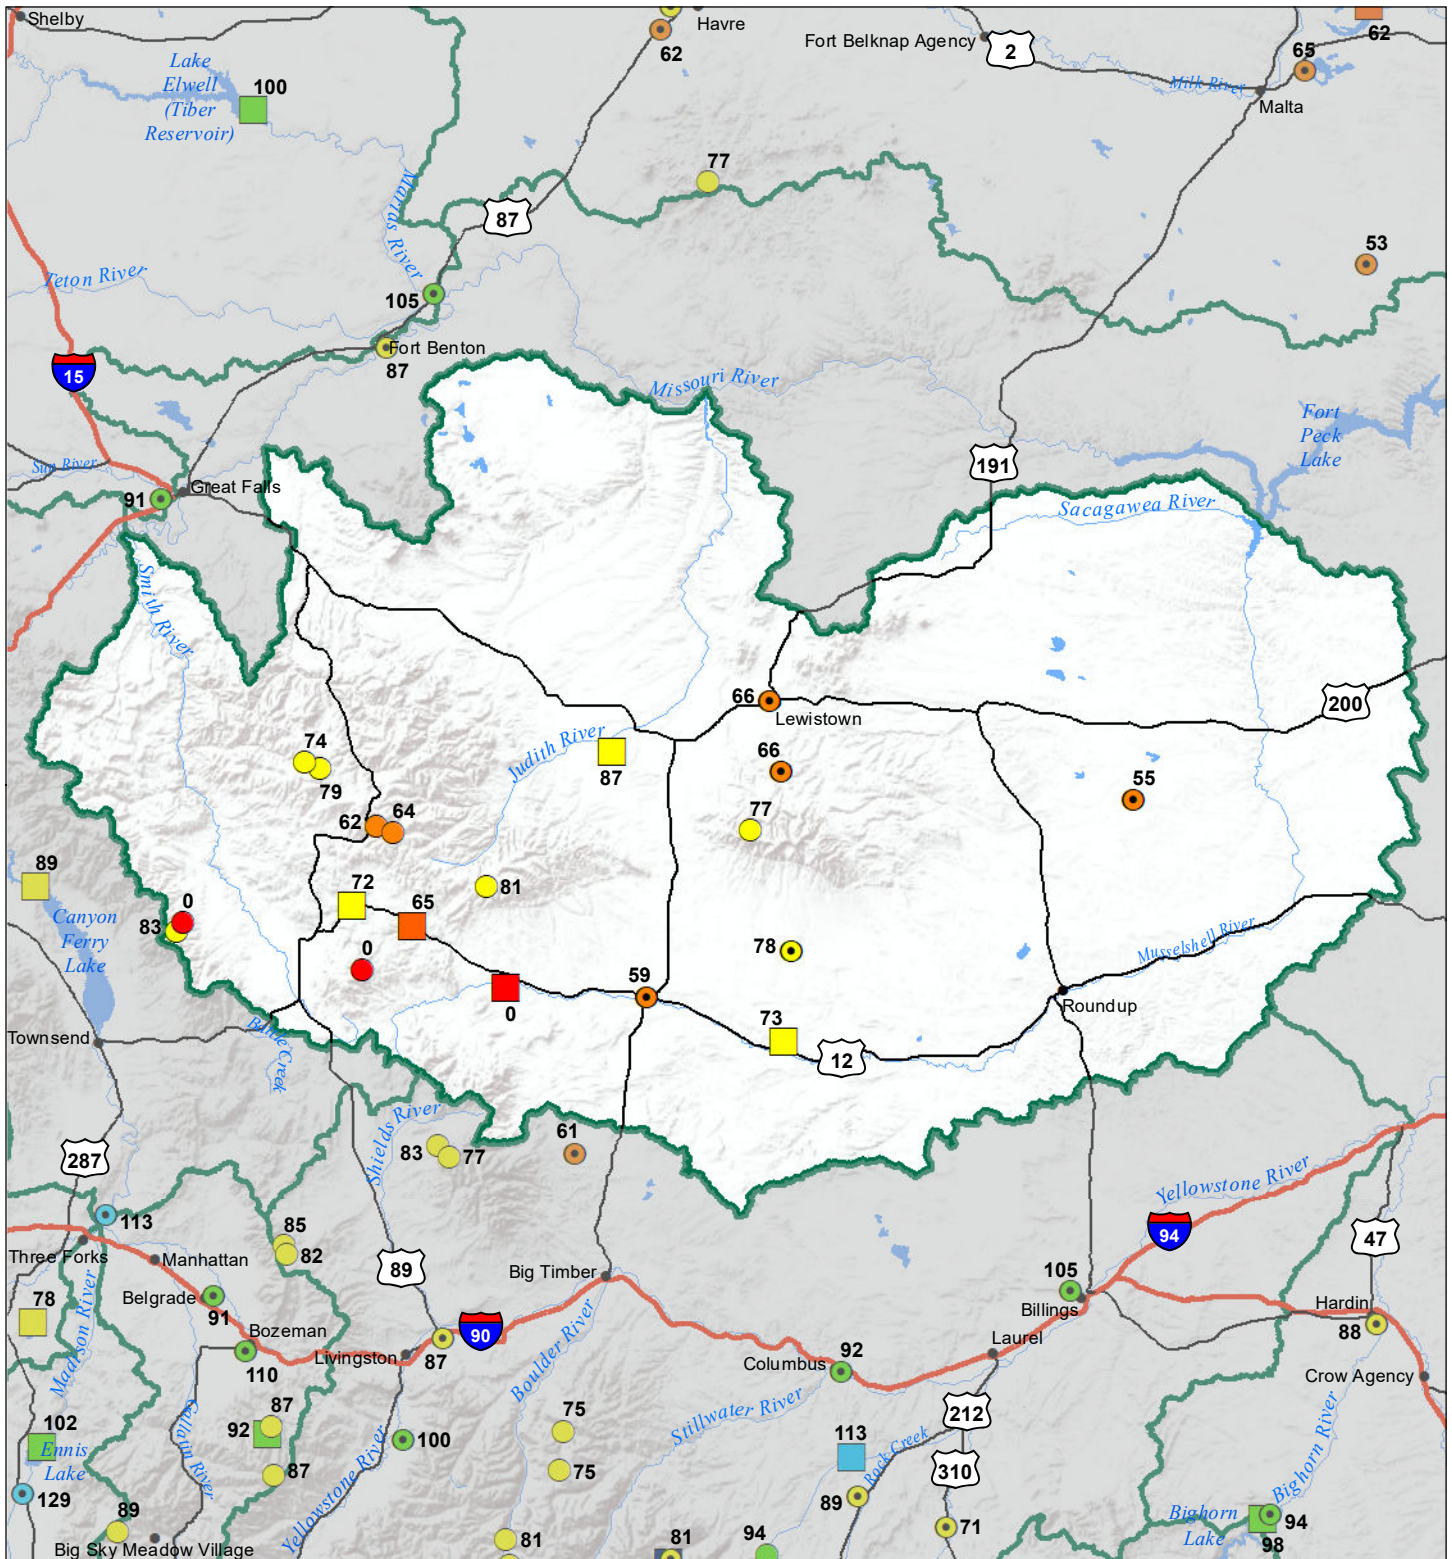 Shelby
Havre
62
Fort Belknap Agency
2
62
65
Milk River
Malta
Lake
Elwell
(Tiber
Reservoir)
100
Marias River
77
87
53
Teton River
105
Fort Benton
87
15
Missouri River
Fort
Peck
Lake
191
Sun River
Great Falls
91
Sacagawea River
Smith River
66
Lewistown
200
Judith River
87
74
79
66
55
62
64
77
89
72
65
81
Canyon
Ferry
Lake
83
0
0
0
59
78
73
12
Musselshell River
Roundup
Townsend
Battle Creek
287
Shields River
83
77
61
113
Three Forks
85
82
Manhattan
89
Yellowstone River
94
47
78
Madison River
Belgrade
91
Big Timber
105
Billings
Hardin
88
Bozeman
110
Livingston
87
90
Boulder River
Columbus
92
Laurel
Crow Agency
102
Ennis
Lake
Gallatin River
87
92
87
100
Yellowstone River
75
75
Stillwater River
113
Rock Creek
212
310
Bighorn River
129
89
Big Sky Meadow Village
81
81
94
89
71
Bighorn
Lake
94
98